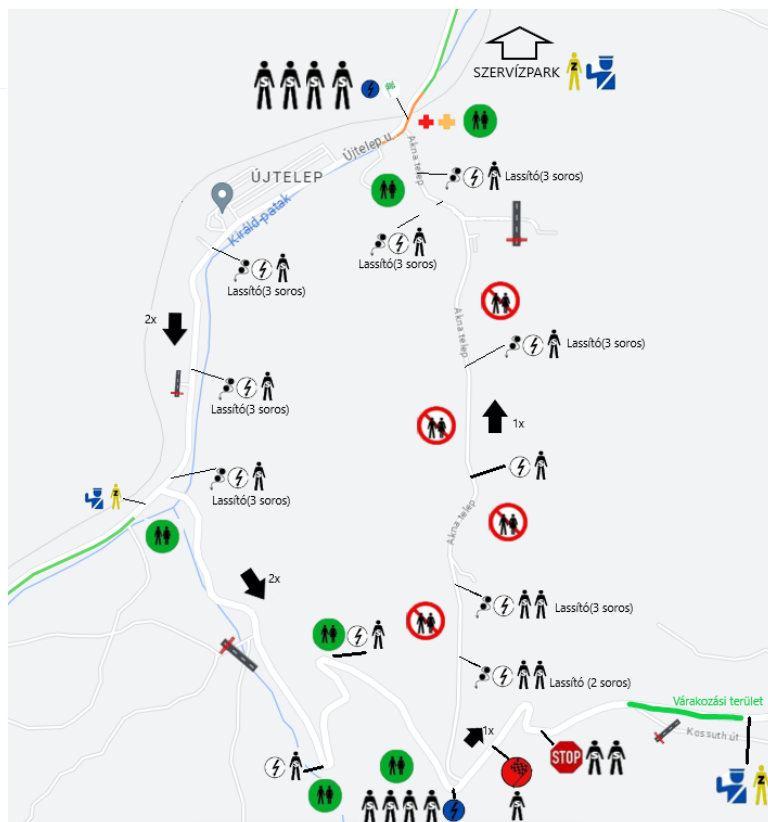 SZERVÍZPARK
Újtelep u.
Akna telep
ÚJTELEP
Lassító(3 soros)
Királd-patak
Lassító(3 soros)
Lassító(3 soros)
2x
Akna telep
Lassító(3 soros)
Lassító(3 soros)
1x
Lassító(3 soros)
Akna telep
2x
Lassító(3 soros)
Lassító (2 soros)
Várakozási terület
1x
Kossuth út
STOP
S S S S
Z